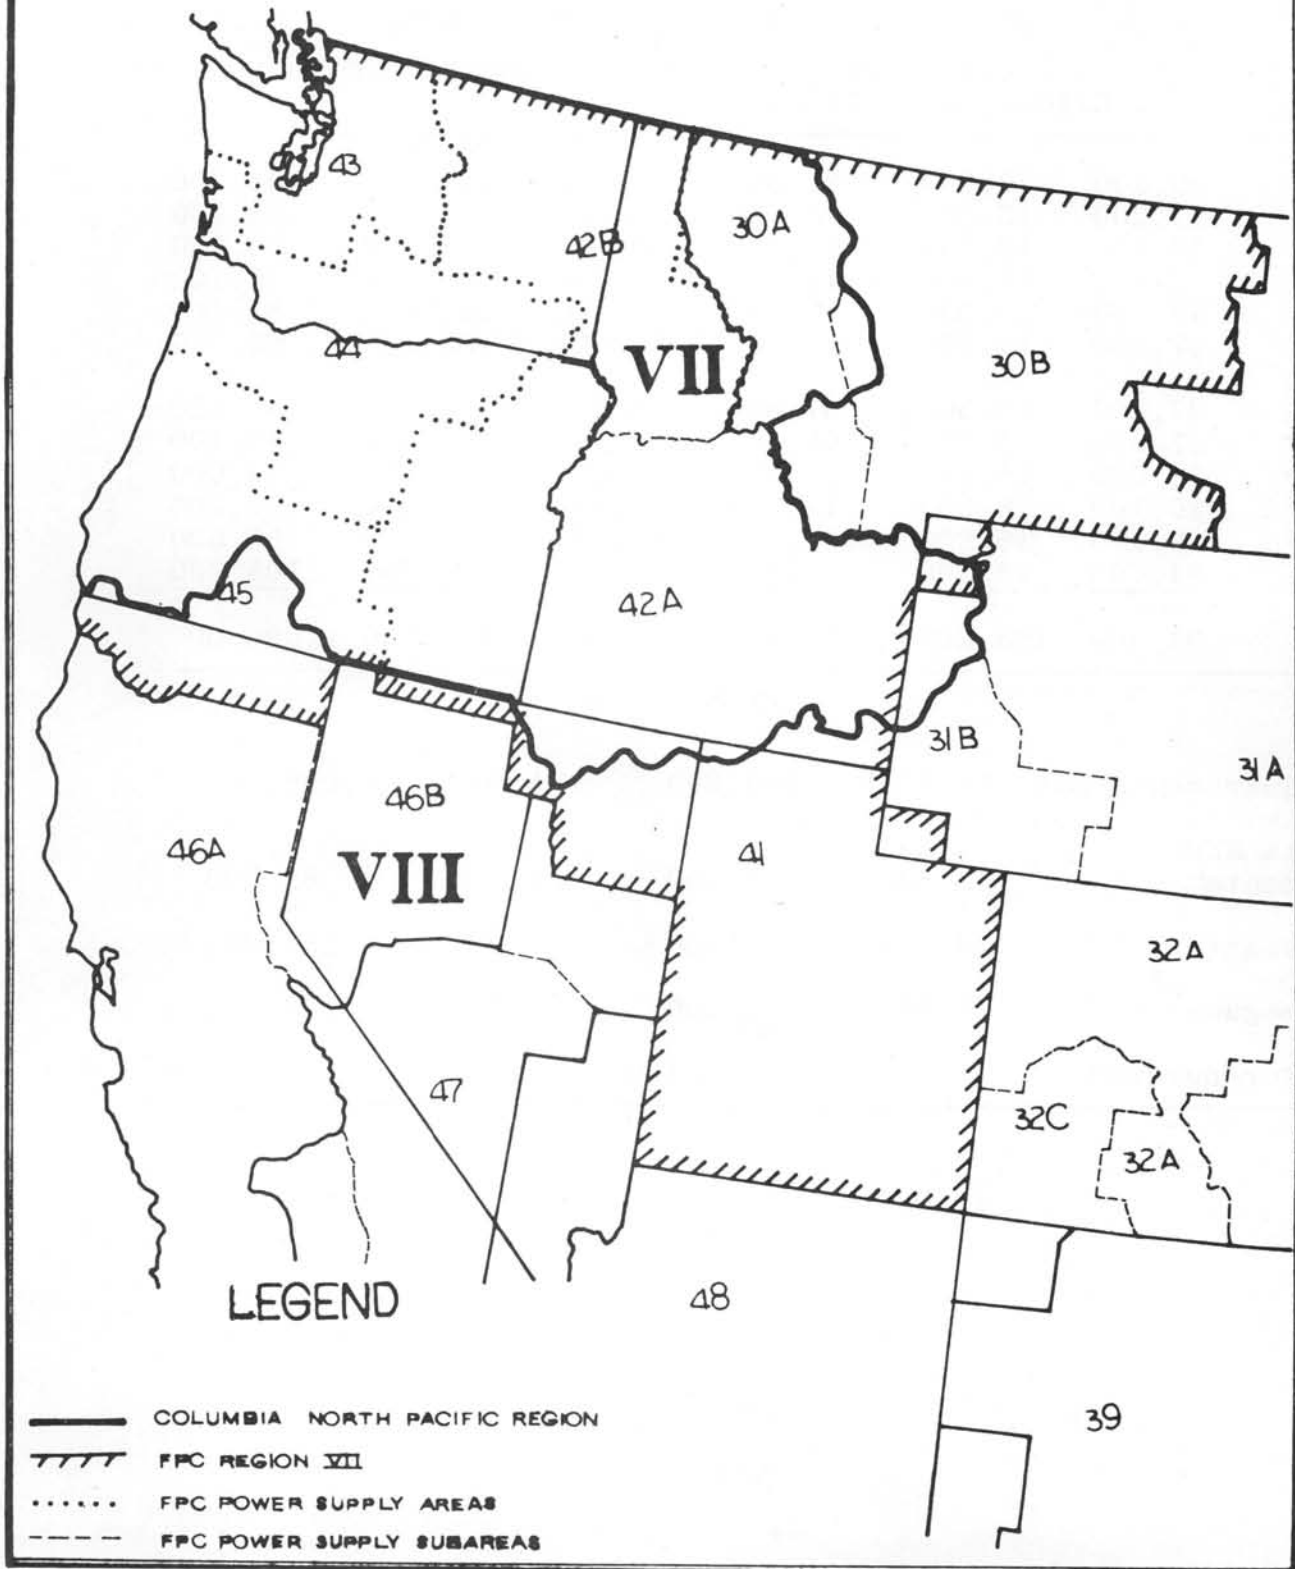 43
42B
30A
VII
44
30B
45
42A
31B
31A
46B
46A
VIII
41
32A
47
32C
32A
48
39
LEGEND
COLUMBIA NORTH PACIFIC REGION
FPC REGION VII
FPC POWER SUPPLY AREAS
FPC POWER SUPPLY SUBAREAS